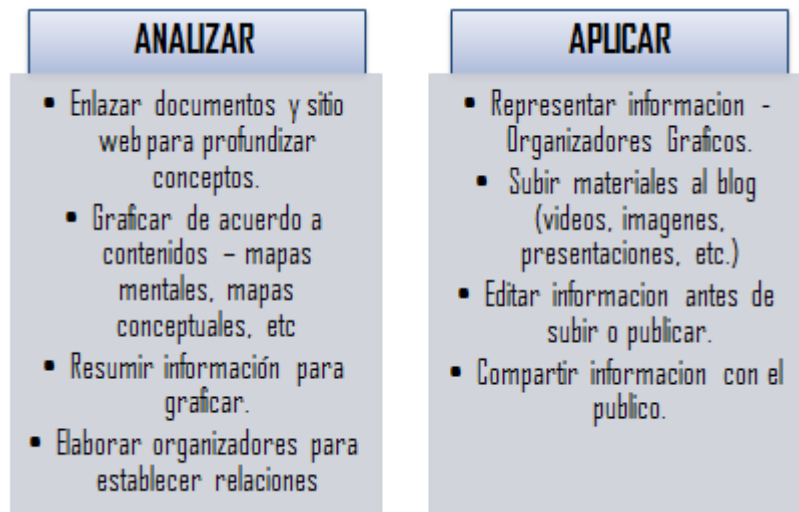 ANALIZAR
• Enlazar documentos y sitio
web para profundizar
conceptos.
• Graficar de acuerdo a
contenidos – mapas
mentales, mapas
conceptuales, etc
• Resumir información para
graficar.
• Elaborar organizadores para
establecer relaciones
APLICAR
• Representar informacion -
Organizadores Graficos.
• Subir materiales al blog
(videos, imagenes,
presentaciones, etc.)
• Editar informacion antes de
subir o publicar.
• Compartir informacion con el
publico.